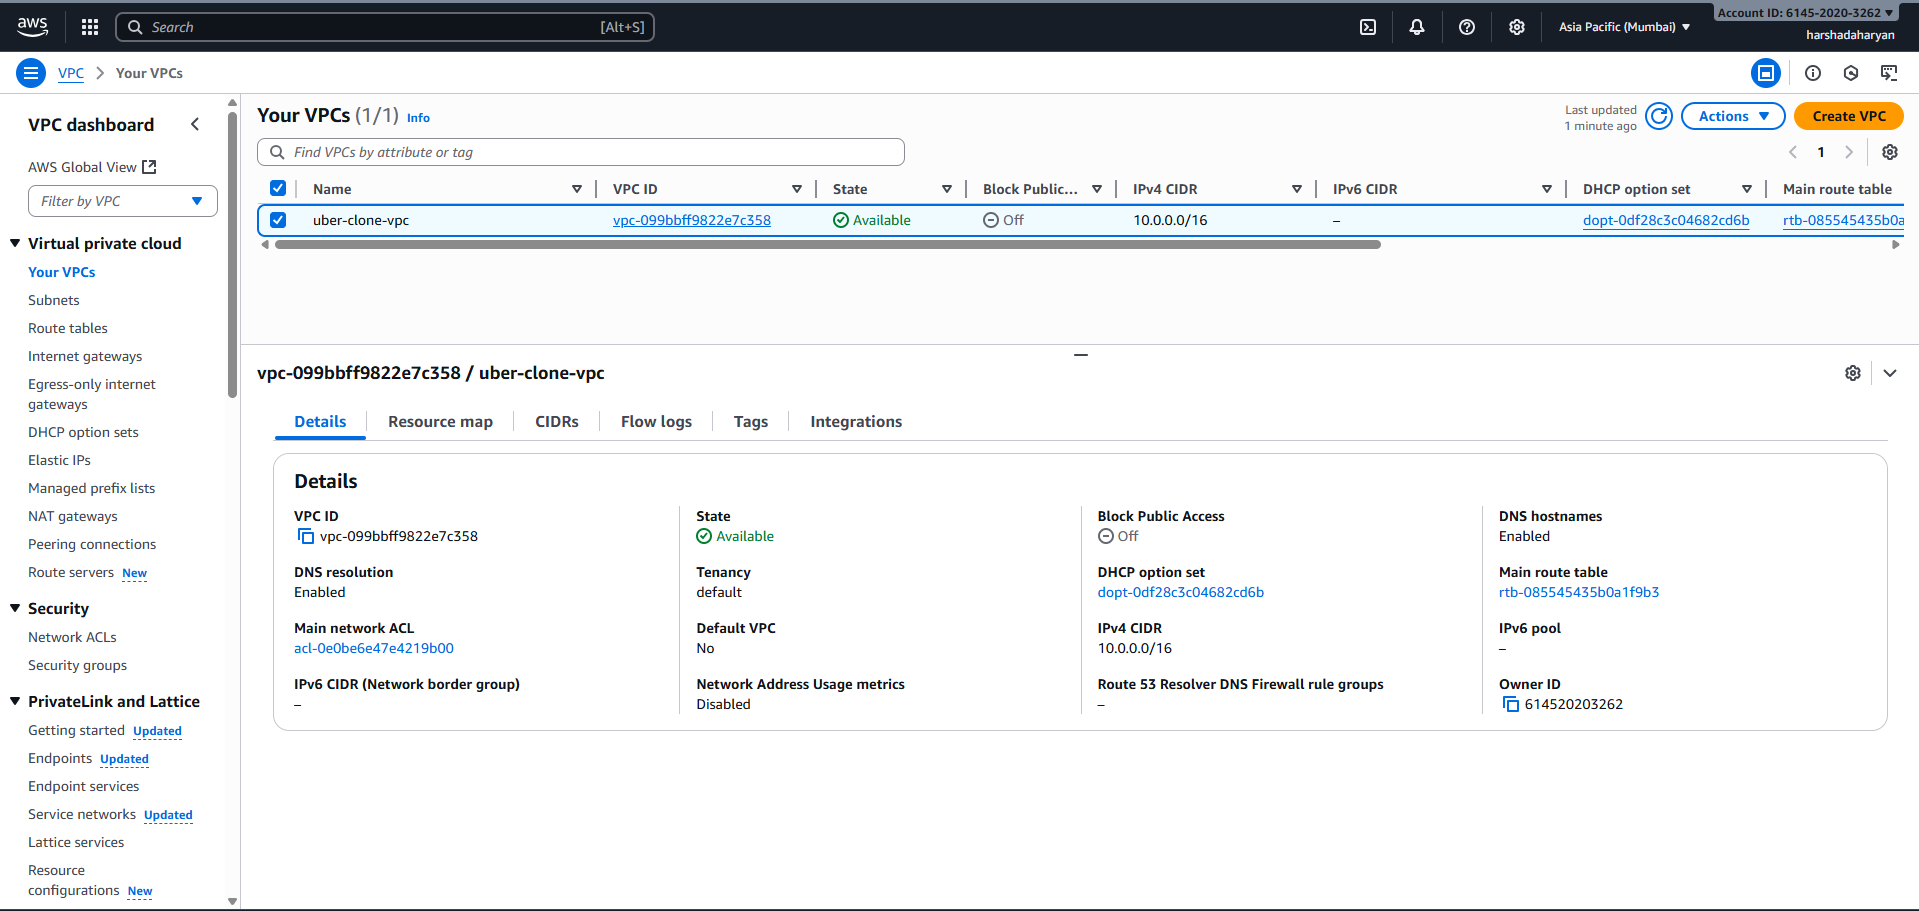 aws
Search [Alt+S]
Asia Pacific (Mumbai)
Account ID: 6145-2020-3262
harshadaharyan
VPC
Your VPCs
VPC dashboard
AWS Global View
Filter by VPC
Virtual private cloud
Your VPCs
Subnets
Route tables
Internet gateways
Egress-only internet
gateways
DHCP option sets
Elastic IPs
Managed prefix lists
NAT gateways
Peering connections
Route servers New
Security
Network ACLs
Security groups
PrivateLink and Lattice
Getting started Updated
Endpoints Updated
Endpoint services
Service networks Updated
Lattice services
Resource
configurations New
Your VPCs (1/1) Info
Last updated
1 minute ago
Actions
Create VPC
Find VPCs by attribute or tag
1
Name VPC ID State Block Public... IPv4 CIDR IPv6 CIDR DHCP option set Main route table
uber-clone-vpc vpc-099bbff9822e7c358 Available Off 10.0.0.0/16 – dopt-0df28c3c04682cd6b rtb-085545435b0a
vpc-099bbff9822e7c358 / uber-clone-vpc
Details Resource map CIDRs Flow logs Tags Integrations
Details
VPC ID
vpc-099bbff9822e7c358
State
Available
Block Public Access
Off
DNS hostnames
Enabled
DNS resolution
Enabled
Tenancy
default
DHCP option set
dopt-0df28c3c04682cd6b
Main route table
rtb-085545435b0a1f9b3
Main network ACL
acl-0e0be6e47e4219b00
Default VPC
No
IPv4 CIDR
10.0.0.0/16
IPv6 pool
–
IPv6 CIDR (Network border group)
–
Network Address Usage metrics
Disabled
Route 53 Resolver DNS Firewall rule groups
–
Owner ID
614520203262